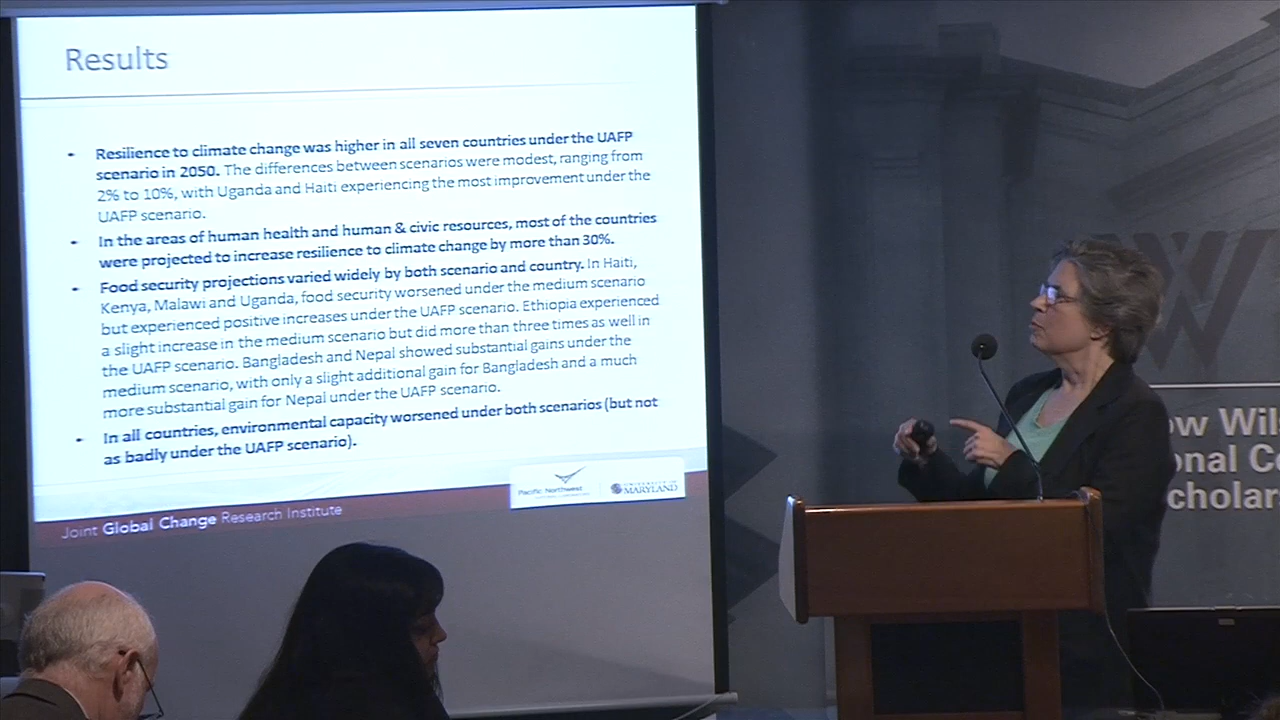 Results
• Resilience to climate change was higher in all seven countries under the UAFP
scenario in 2050. The differences between scenarios were modest, ranging from
2% to 10%, with Uganda and Haiti experiencing the most improvement under the
UAFP scenario.
• In the areas of human health and human & civic resources, most of the countries
were projected to increase resilience to climate change by more than 30%.
• Food security projections varied widely by both scenario and country. In Haiti,
Kenya, Malawi and Uganda, food security worsened under the medium scenario
but experienced positive increases under the UAFP scenario. Ethiopia experienced
a slight increase in the medium scenario but did more than three times as well in
the UAFP scenario. Bangladesh and Nepal showed substantial gains under the
medium scenario, with only a slight additional gain for Bangladesh and a much
more substantial gain for Nepal under the UAFP scenario.
• In all countries, environmental capacity worsened under both scenarios (but not
as badly under the UAFP scenario).
Pacific Northwest
MARYLAND
Joint Global Change Research Institute
ow Wils
onal Ce
cholar